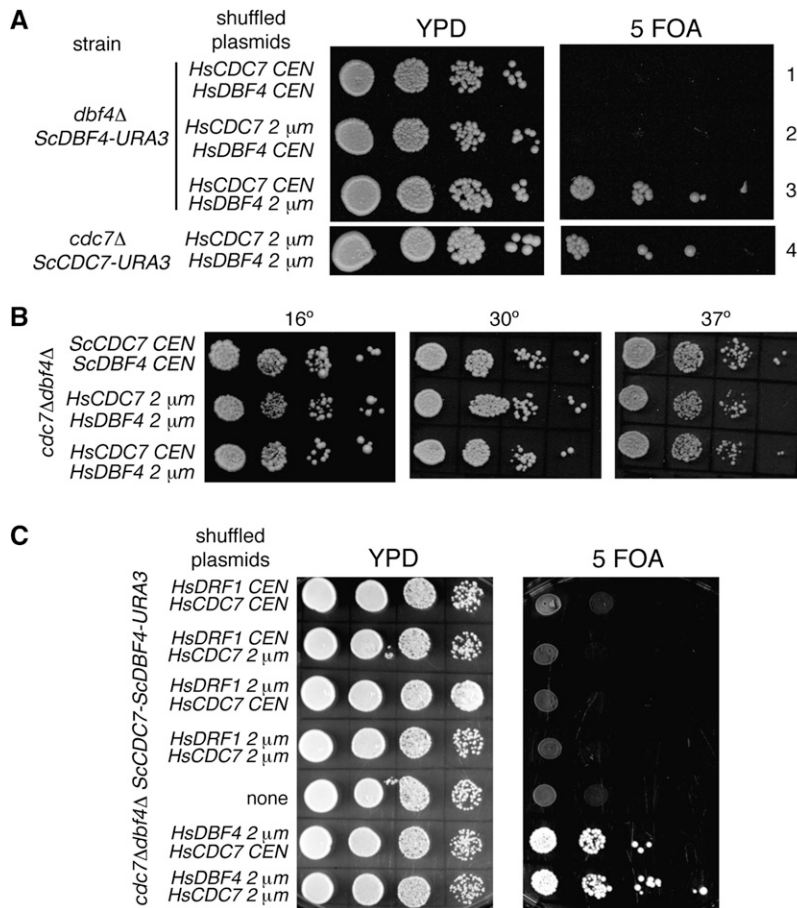 A
strain
shuffled
plasmids
YPD
5 FOA
dbf4Δ
ScDBF4-URA3
HsCDC7 CEN
HsDBF4 CEN
1
HsCDC7 2 μm
HsDBF4 CEN
2
HsCDC7 CEN
HsDBF4 2 μm
3
cdc7Δ
ScCDC7-URA3
HsCDC7 2 μm
HsDBF4 2 μm
4
B
16º
30º
37º
cdc7Δdbf4Δ
ScCDC7 CEN
ScDBF4 CEN
HsCDC7 2 μm
HsDBF4 2 μm
HsCDC7 CEN
HsDBF4 2 μm
C
shuffled
plasmids
YPD
5 FOA
cdc7Δdbf4Δ ScCDC7-ScDBF4-URA3
HsDRF1 CEN
HsCDC7 CEN
HsDRF1 CEN
HsCDC7 2 μm
HsDRF1 2 μm
HsCDC7 CEN
HsDRF1 2 μm
HsCDC7 2 μm
none
HsDBF4 2 μm
HsCDC7 CEN
HsDBF4 2 μm
HsCDC7 2 μm